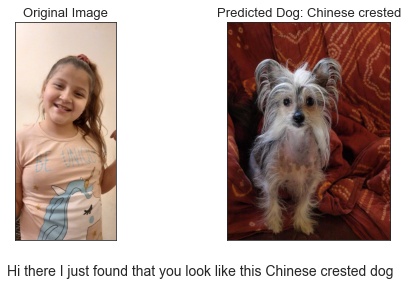 Original Image
Predicted Dog: Chinese crested
Hi there I just found that you look like this Chinese crested dog